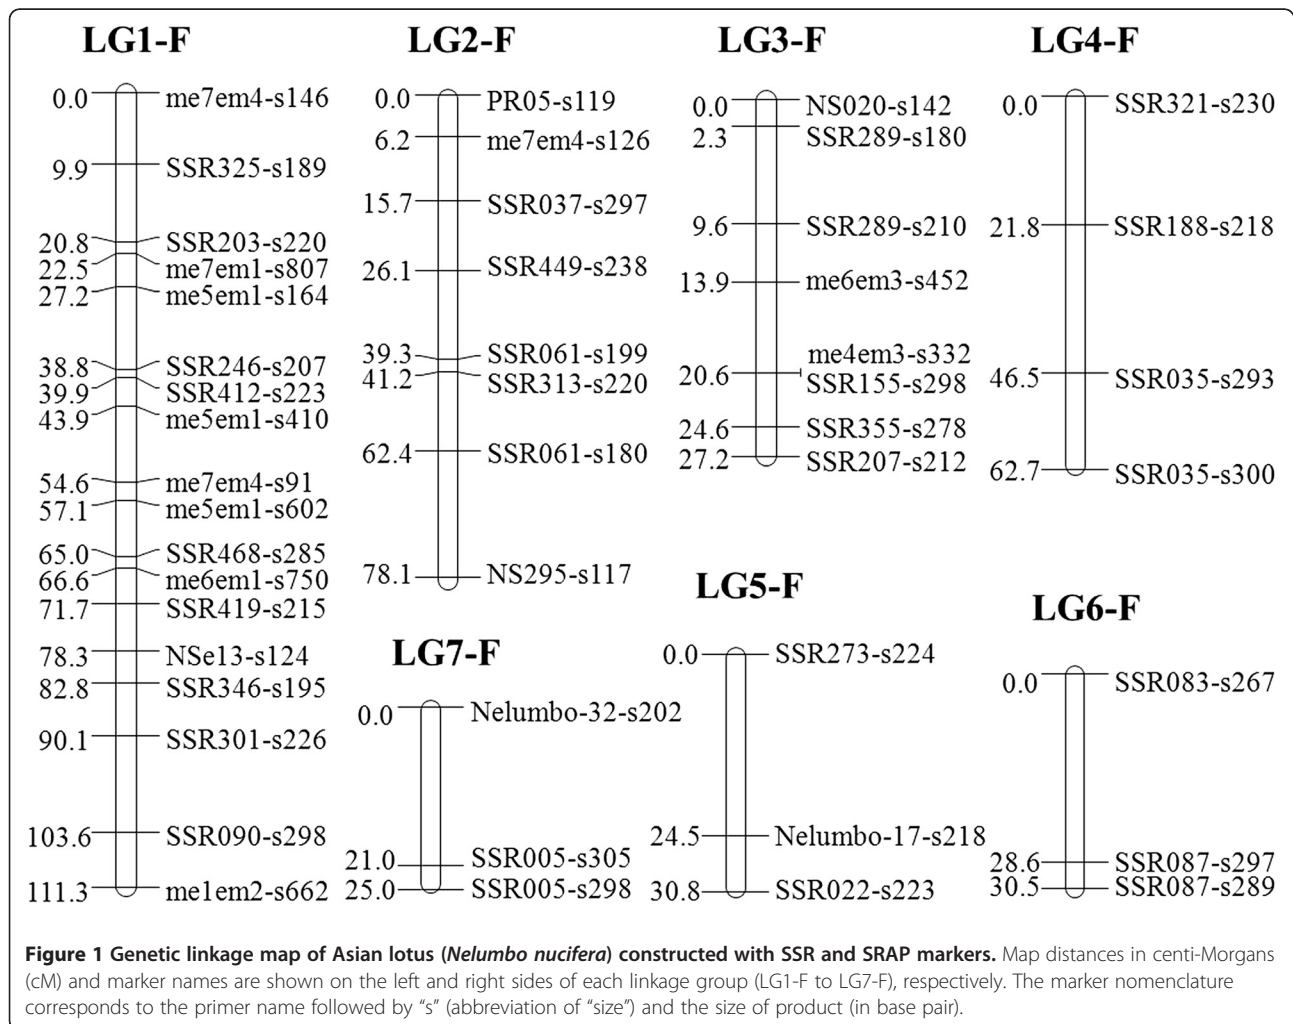 LG1-F
0.0 me7em4-s146
9.9 SSR325-s189
20.8 SSR203-s220
22.5 me7em1-s807
27.2 me5em1-s164
38.8 SSR246-s207
39.9 SSR412-s223
43.9 me5em1-s410
54.6 me7em4-s91
57.1 me5em1-s602
65.0 SSR468-s285
66.6 me6em1-s750
71.7 SSR419-s215
78.3 NSe13-s124
82.8 SSR346-s195
90.1 SSR301-s226
103.6 SSR090-s298
111.3 me1em2-s662
LG2-F
0.0 PR05-s119
6.2 me7em4-s126
15.7 SSR037-s297
26.1 SSR449-s238
39.3 SSR061-s199
41.2 SSR313-s220
62.4 SSR061-s180
78.1 NS295-s117
LG3-F
0.0 NS020-s142
2.3 SSR289-s180
9.6 SSR289-s210
13.9 me6em3-s452
me4em3-s332
20.6 SSR155-s298
24.6 SSR355-s278
27.2 SSR207-s212
LG4-F
0.0 SSR321-s230
21.8 SSR188-s218
46.5 SSR035-s293
62.7 SSR035-s300
LG7-F
0.0 Nelumbo-32-s202
21.0 SSR005-s305
25.0 SSR005-s298
LG5-F
0.0 SSR273-s224
24.5 Nelumbo-17-s218
30.8 SSR022-s223
LG6-F
0.0 SSR083-s267
28.6 SSR087-s297
30.5 SSR087-s289
Figure 1 Genetic linkage map of Asian lotus (Nelumbo nucifera) constructed with SSR and SRAP markers. Map distances in centi-Morgans
(cM) and marker names are shown on the left and right sides of each linkage group (LG1-F to LG7-F), respectively. The marker nomenclature
corresponds to the primer name followed by “s” (abbreviation of “size”) and the size of product (in base pair).